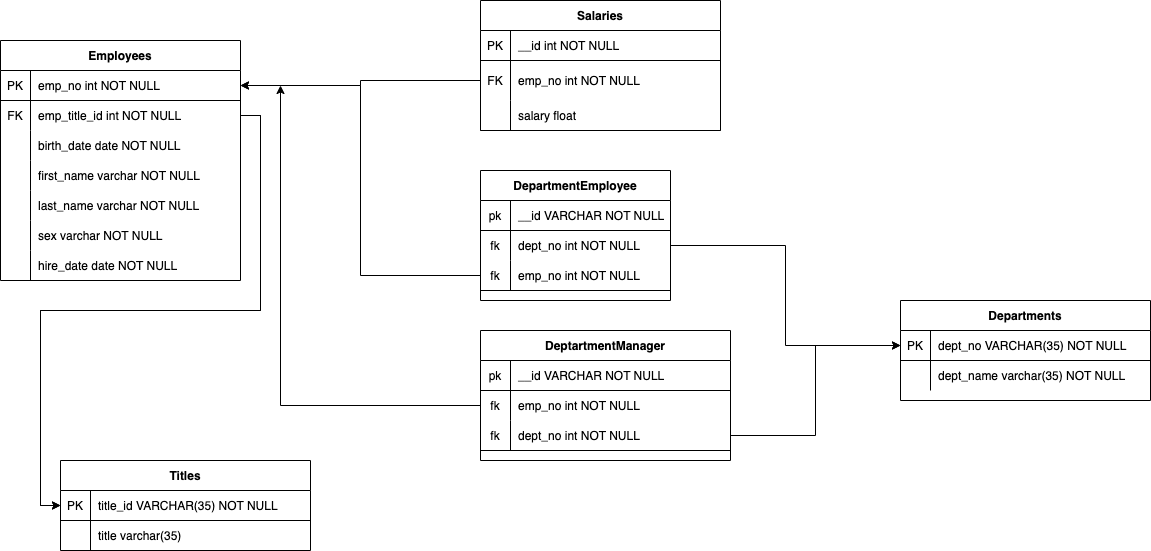 Salaries
PK __id int NOT NULL
FK emp_no int NOT NULL
salary float
Employees
PK emp_no int NOT NULL
FK emp_title_id int NOT NULL
birth_date date NOT NULL
first_name varchar NOT NULL
last_name varchar NOT NULL
sex varchar NOT NULL
hire_date date NOT NULL
DepartmentEmployee
pk __id VARCHAR NOT NULL
fk dept_no int NOT NULL
fk emp_no int NOT NULL
DeptartmentManager
pk __id VARCHAR NOT NULL
fk emp_no int NOT NULL
fk dept_no int NOT NULL
Departments
PK dept_no VARCHAR(35) NOT NULL
dept_name varchar(35) NOT NULL
Titles
PK title_id VARCHAR(35) NOT NULL
title varchar(35)